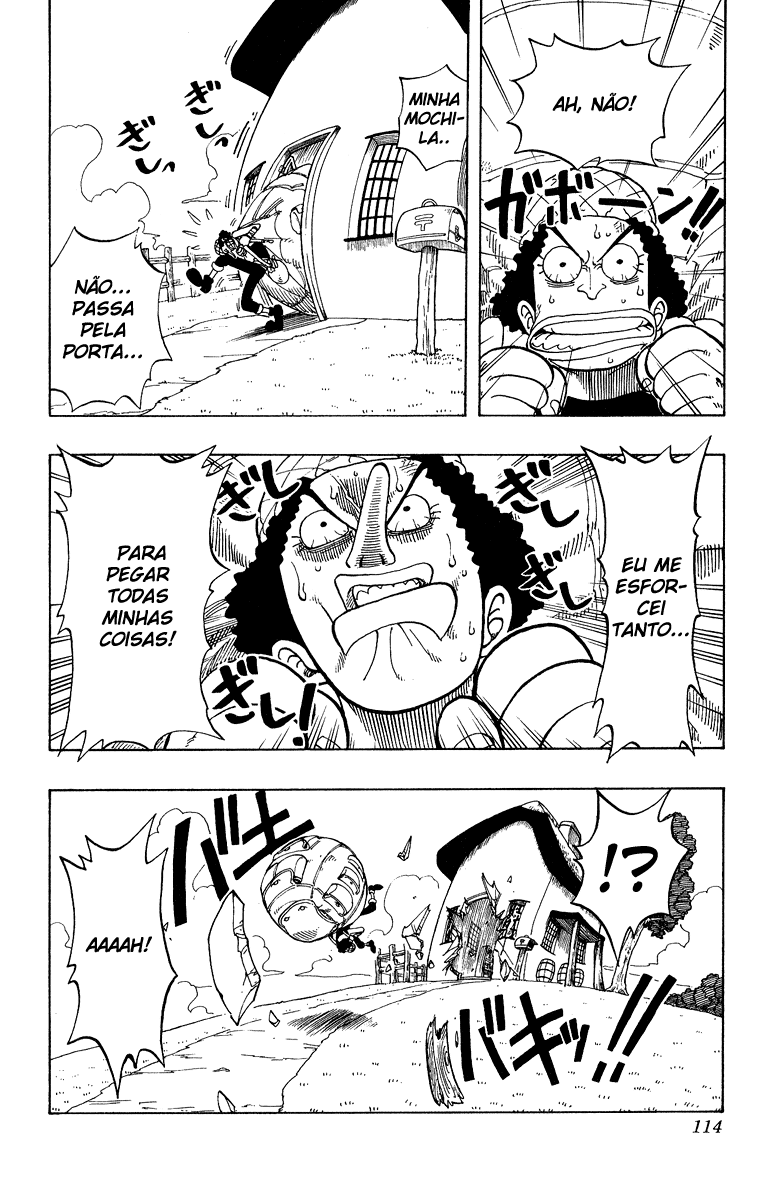 AH, NÃO!
ガボーン!!
MINHA
MOCHI-
LA..
ぎし
ぎしっ
〒
NÃO...
PASSA
PELA
PORTA...
EU ME
ESFOR-
CEI
TANTO...
ぎし
ぎし
ぎし
ぎし!
PARA
PEGAR
TODAS
MINHAS
COISAS!
!?
バキッ!!
バキッ
AAAAH!
114